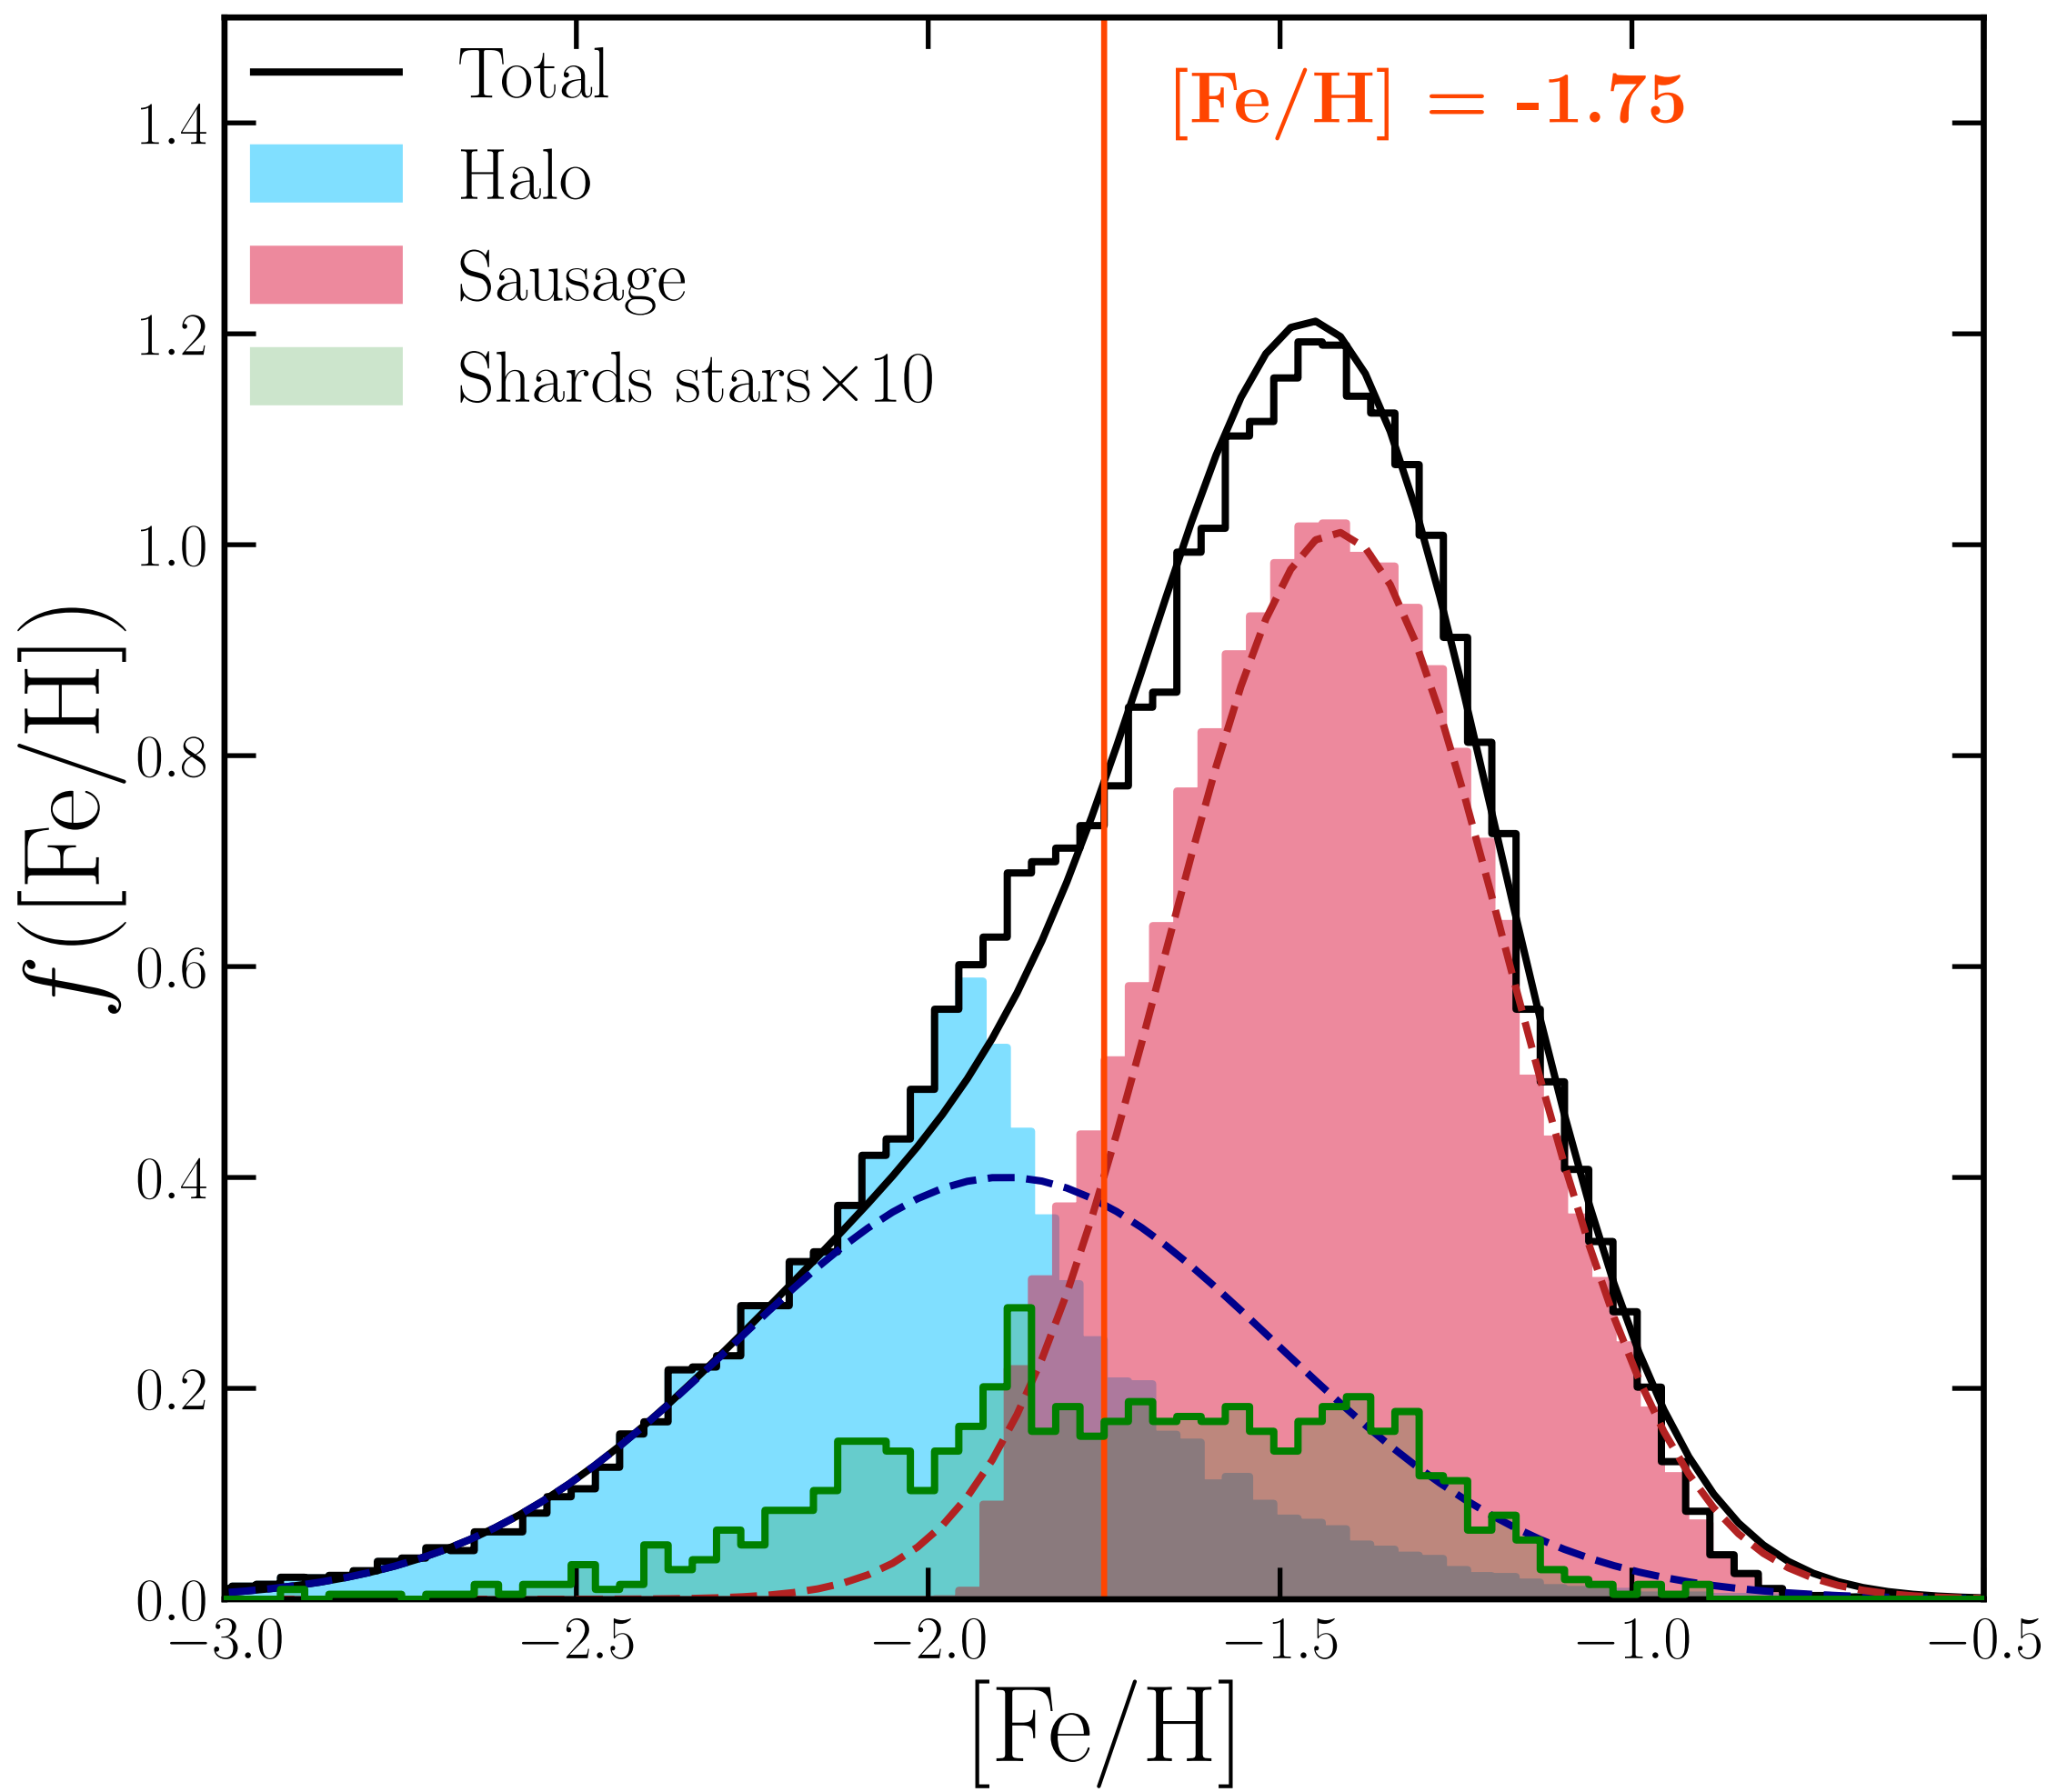 Total
Halo
Sausage
Shards stars×10
[Fe/H] = -1.75
f([Fe/H])
1.4
1.2
1.0
0.8
0.6
0.4
0.2
0.0
−3.0 −2.5 −2.0 −1.5 −1.0 −0.5
[Fe/H]